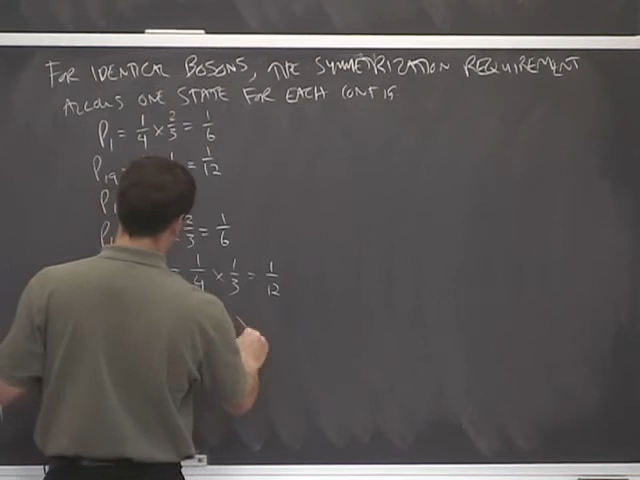 FOR IDENTICAL BOSONS, THE SYMMETRIZATION REQUIREMENT
ALLOWS ONE STATE FOR EACH CONFIG
P₁ = 1/4 × 2/3 = 1/6
P₁₉ = 1/12
P₁
2/3 = 1/6
= 1/4 × 1/3 = 1/12